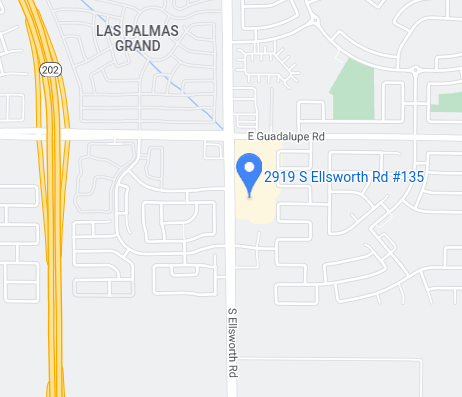 LAS PALMAS
GRAND
202
E Guadalupe Rd
2919 S Ellsworth Rd #135
S Ellsworth Rd